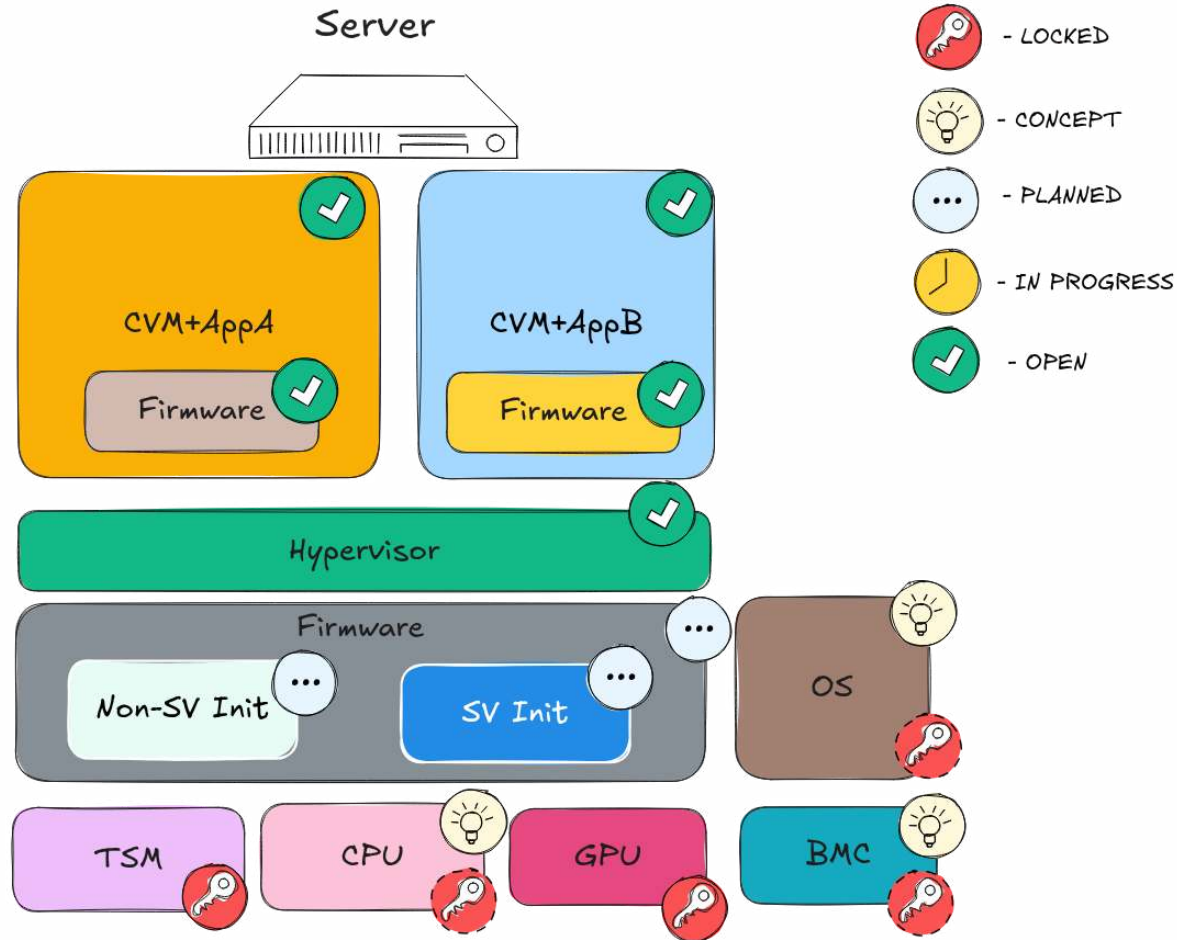 Server
- LOCKED
- CONCEPT
- PLANNED
- IN PROGRESS
- OPEN
CVM+AppA
Firmware
CVM+AppB
Firmware
Hypervisor
Firmware
Non-SV Init
SV Init
OS
TSM
CPU
GPU
BMC